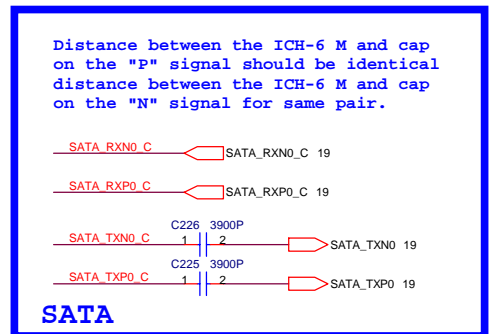 Distance between the ICH-6 M and cap
on the "P" signal should be identical
distance between the ICH-6 M and cap
on the "N" signal for same pair.
SATA_RXN0_C SATA_RXN0_C 19
SATA_RXP0_C SATA_RXP0_C 19
C226 3900P
SATA_TXN0_C 1 2 SATA_TXN0 19
C225 3900P
SATA_TXP0_C 1 2 SATA_TXP0 19
SATA